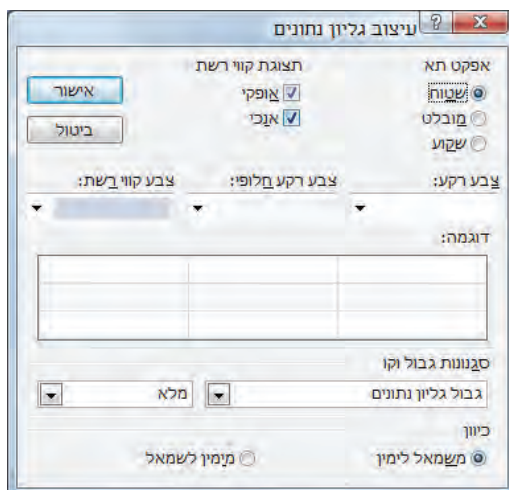 עיצוב גליון נתונים
אפקט תא
שטוח
מובלט
שקוע
תצוגת קווי רשת
אופקי
אנכי
אישור
ביטול
צבע רקע:
צבע רקע חלופי:
צבע קווי רשת:
דוגמה:
סגנונות גבול וקו
גבול גליון נתונים
מלא
כיוון
משמאל לימין
מימין לשמאל